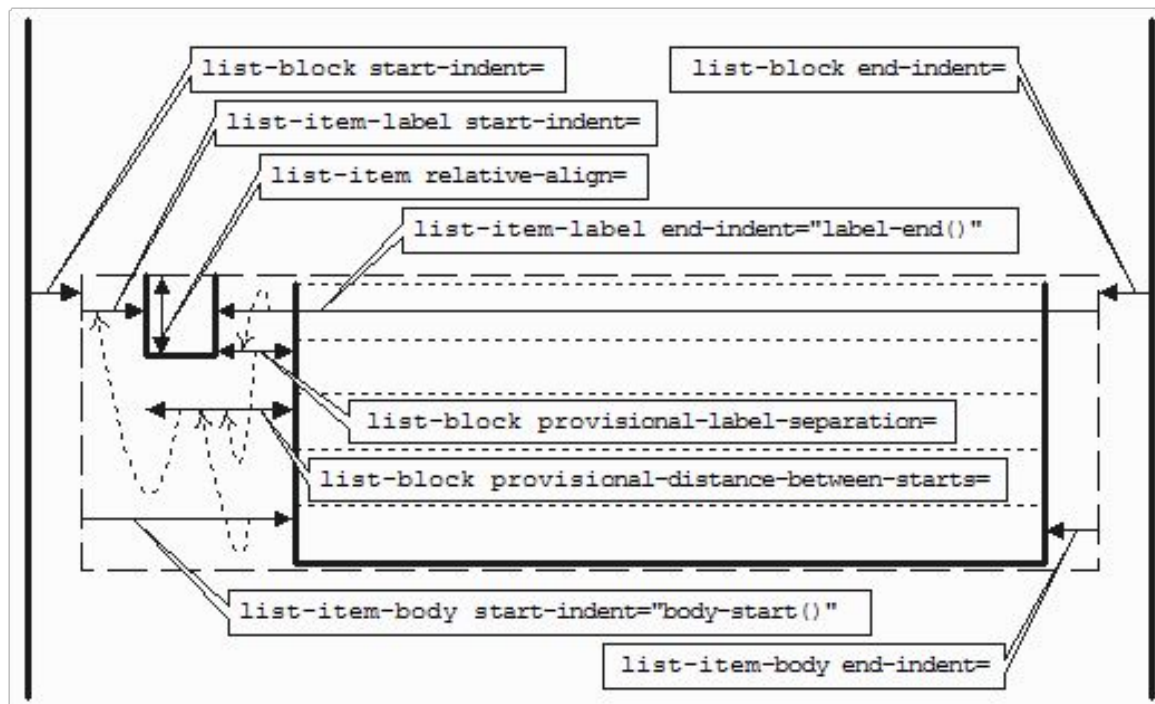 list-block start-indent=
list-block end-indent=
list-item-label start-indent=
list-item relative-align=
list-item-label end-indent="label-end()"
list-block provisional-label-separation=
list-block provisional-distance-between-starts=
list-item-body start-indent="body-start()"
list-item-body end-indent=